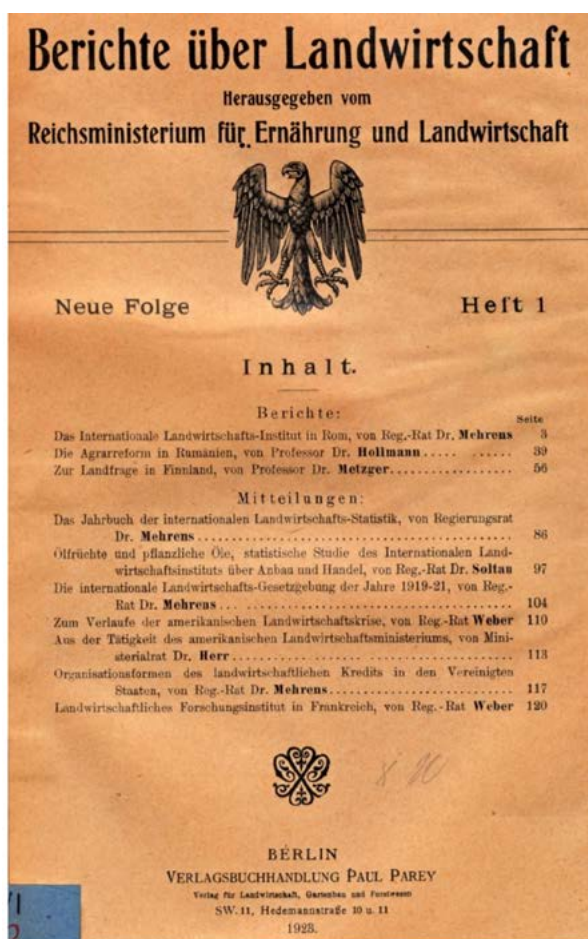 Berichte über Landwirtschaft
Herausgegeben vom
Reichsministerium für Ernährung und Landwirtschaft
Neue Folge
Heft 1
Inhalt.
Berichte:
Seite
Das Internationale Landwirtschafts-Institut in Rom, von Reg.-Rat Dr. Mehrens 3
Die Agrarreform in Rumänien, von Professor Dr. Hollmann..... ...... 39
Zur Landfrage in Finnland, von Professor Dr. Metzger................. 56
Mitteilungen:
Das Jahrbuch der internationalen Landwirtschafts-Statistik, von Regierungsrat
Dr. Mehrens................................................ 86
Ölfrüchte und pflanzliche Öle, statistische Studie des Internationalen Land-
wirtschaftsinstituts über Anbau und Handel, von Reg.-Rat Dr. Soltau 97
Die internationale Landwirtschafts-Gesetzgebung der Jahre 1919-21, von Reg.-
Rat Dr. Mehrens... ....................................... 104
Zum Verlaufe der amerikanischen Landwirtschaftskrise, von Reg.-Rat Weber 110
Aus der Tätigkeit des amerikanischen Landwirtschaftsministeriums, von Mini-
sterialrat Dr. Herr......................................... 113
Organisationsformen des landwirtschaftlichen Kredits in den Vereinigten
Staaten, von Reg.-Rat Dr. Mehrens........................... 117
Landwirtschaftliches Forschungsinstitut in Frankreich, von Reg.-Rat Weber 120
BERLIN
VERLAGSBUCHHANDLUNG PAUL PAREY
Verlag für Landwirtschaft, Gartenbau und Forstwesen
SW. 11, Hedemannstraße 10 u. 11
1923.